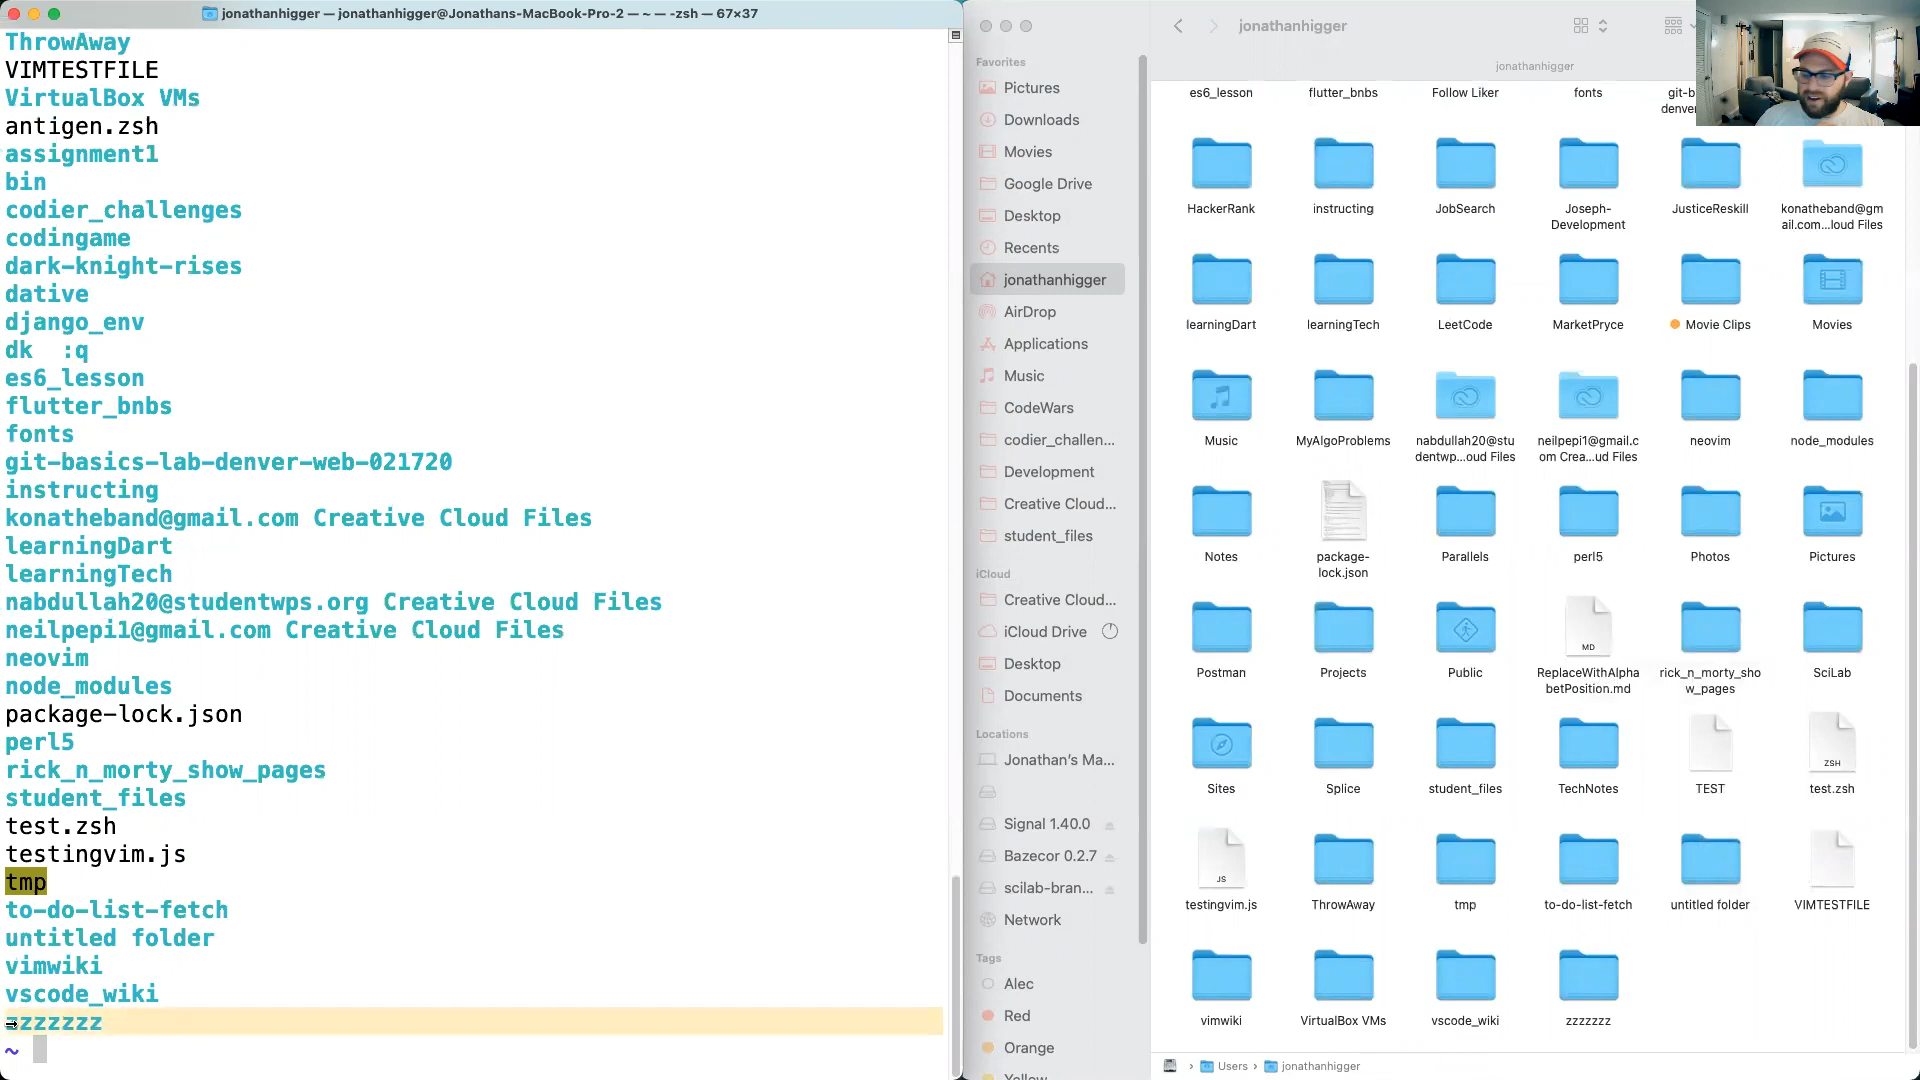 jonathanhigger — jonathanhigger@Jonathans-MacBook-Pro-2 — ~ — -zsh — 67×37
ThrowAway
VIMTESTFILE
VirtualBox VMs
antigen.zsh
assignment1
bin
codier_challenges
codingame
dark-knight-rises
dative
django_env
dk  :q
es6_lesson
flutter_bnbs
fonts
git-basics-lab-denver-web-021720
instructing
konatheband@gmail.com Creative Cloud Files
learningDart
learningTech
nabdullah20@studentwps.org Creative Cloud Files
neilpepi1@gmail.com Creative Cloud Files
neovim
node_modules
package-lock.json
perl5
rick_n_morty_show_pages
student_files
test.zsh
testingvim.js
tmp
to-do-list-fetch
untitled folder
vimwiki
vscode_wiki
zzzzzzz
~
Favorites
Pictures
Downloads
Movies
Google Drive
Desktop
Recents
jonathanhigger
AirDrop
Applications
Music
CodeWars
codier_challen...
Development
Creative Cloud...
student_files
iCloud
Creative Cloud...
iCloud Drive
Desktop
Documents
Locations
Jonathan's Ma...
Signal 1.40.0
Bazecor 0.2.7
scilab-bran...
Network
Tags
Alec
Red
Orange
Yellow
jonathanhigger
jonathanhigger
es6_lesson
flutter_bnbs
Follow Liker
fonts
git-b
denver
HackerRank
instructing
JobSearch
Joseph-
Development
JusticeReskill
konatheband@gm
ail.com...loud Files
learningDart
learningTech
LeetCode
MarketPryce
Movie Clips
Movies
Music
MyAlgoProblems
nabdullah20@stu
dentwp...oud Files
neilpepi1@gmail.c
om Crea...ud Files
neovim
node_modules
Notes
package-
lock.json
Parallels
perl5
Photos
Pictures
Postman
Projects
Public
MD
ReplaceWithAlpha
betPosition.md
rick_n_morty_sho
w_pages
SciLab
Sites
Splice
student_files
TechNotes
TEST
ZSH
test.zsh
JS
testingvim.js
ThrowAway
tmp
to-do-list-fetch
untitled folder
VIMTESTFILE
vimwiki
VirtualBox VMs
vscode_wiki
zzzzzzz
Users › jonathanhigger